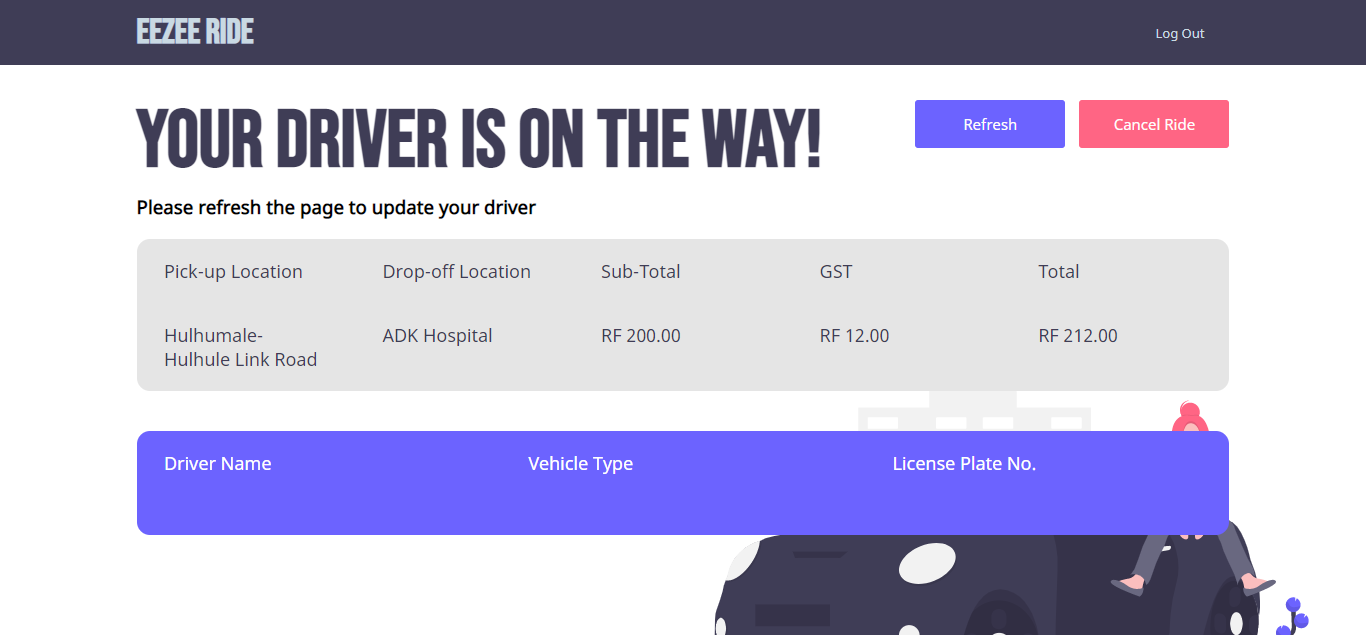 EEZEE RIDE
Log Out
YOUR DRIVER IS ON THE WAY!
Refresh
Cancel Ride
Please refresh the page to update your driver
Pick-up Location
Drop-off Location
Sub-Total
GST
Total
Hulhumale-
Hulhule Link Road
ADK Hospital
RF 200.00
RF 12.00
RF 212.00
Driver Name
Vehicle Type
License Plate No.